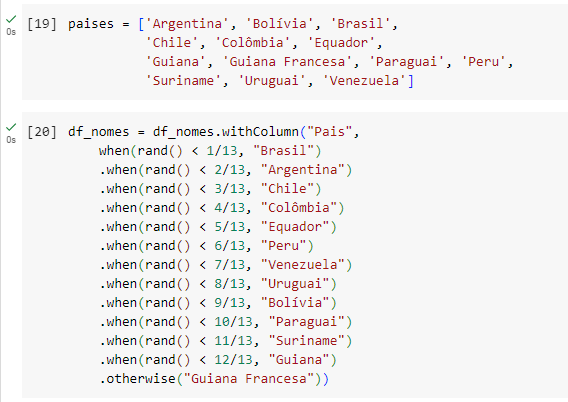 [19] paises = ['Argentina', 'Bolívia', 'Brasil',
'Chile', 'Colômbia', 'Equador',
'Guiana', 'Guiana Francesa', 'Paraguai', 'Peru',
'Suriname', 'Uruguai', 'Venezuela']
0s
[20] df_nomes = df_nomes.withColumn("Pais",
0s
when(rand() < 1/13, "Brasil")
.when(rand() < 2/13, "Argentina")
.when(rand() < 3/13, "Chile")
.when(rand() < 4/13, "Colômbia")
.when(rand() < 5/13, "Equador")
.when(rand() < 6/13, "Peru")
.when(rand() < 7/13, "Venezuela")
.when(rand() < 8/13, "Uruguai")
.when(rand() < 9/13, "Bolívia")
.when(rand() < 10/13, "Paraguai")
.when(rand() < 11/13, "Suriname")
.when(rand() < 12/13, "Guiana")
.otherwise("Guiana Francesa"))